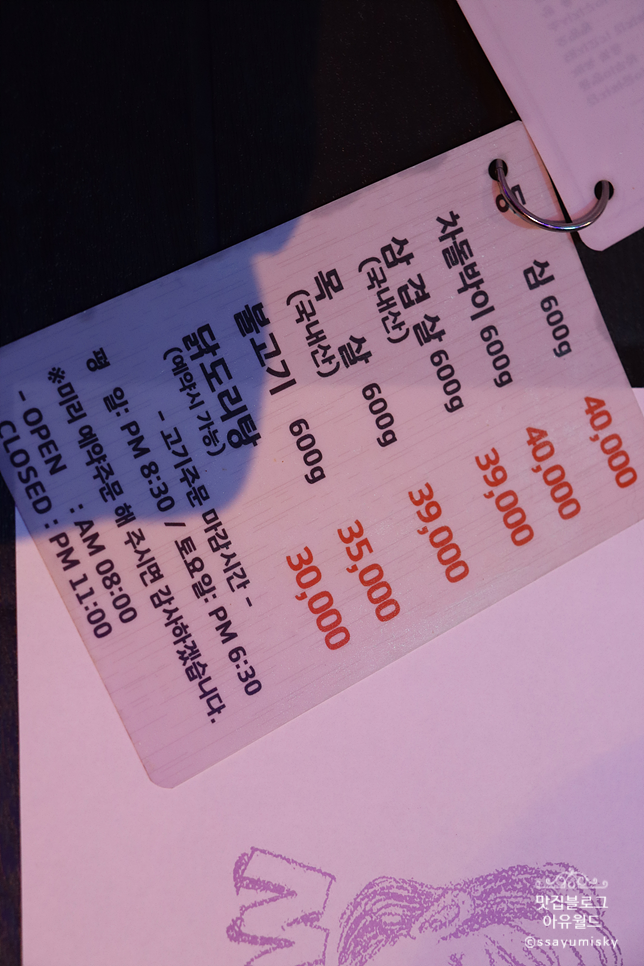 등 심 600g 40,000
차돌박이 600g 40,000
삼 겹 살 600g 39,000
(국내산)
목 살 600g 39,000
(국내산)
불고기 600g 35,000
닭도리탕 30,000
(예약시 가능)
- 고기주문 마감시간 -
평 일: PM 8:30 / 토요일: PM 6:30
※미리 예약주문 해 주시면 감사하겠습니다.
- OPEN : AM 08:00
CLOSED : PM 11:00
맛집블로그
아유월드
©ssayumisky